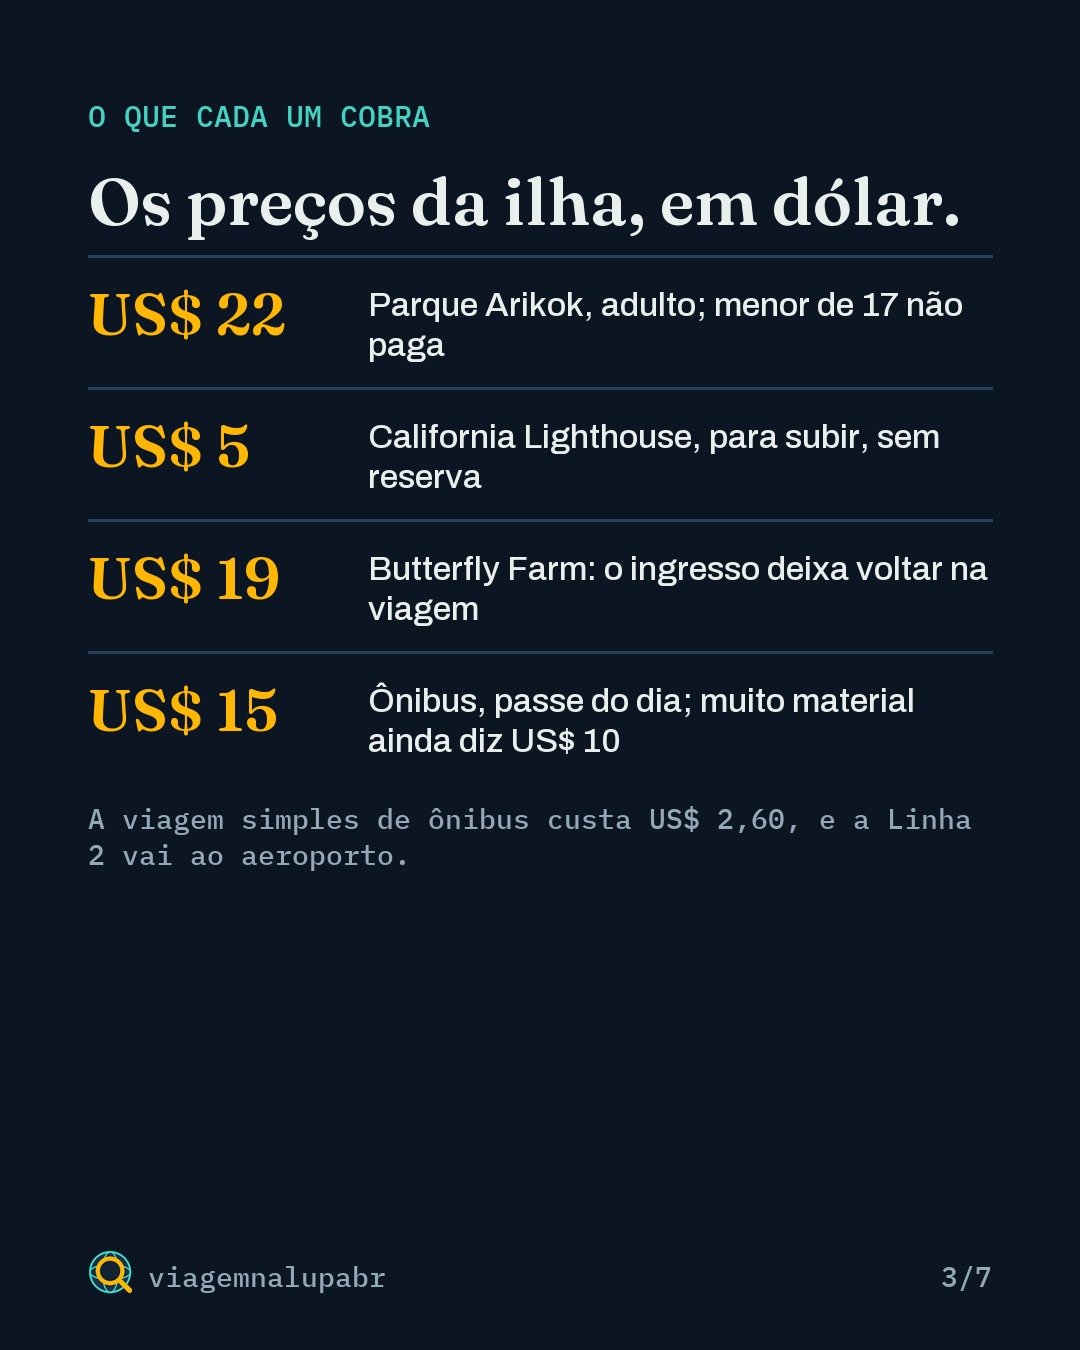 O QUE CADA UM COBRA
Os preços da ilha, em dólar.
US$ 22
Parque Arikok, adulto; menor de 17 não
paga
US$ 5
California Lighthouse, para subir, sem
reserva
US$ 19
Butterfly Farm: o ingresso deixa voltar na
viagem
US$ 15
Ônibus, passe do dia; muito material
ainda diz US$ 10
A viagem simples de ônibus custa US$ 2,60, e a Linha
2 vai ao aeroporto.
viagemnalupabr
3/7